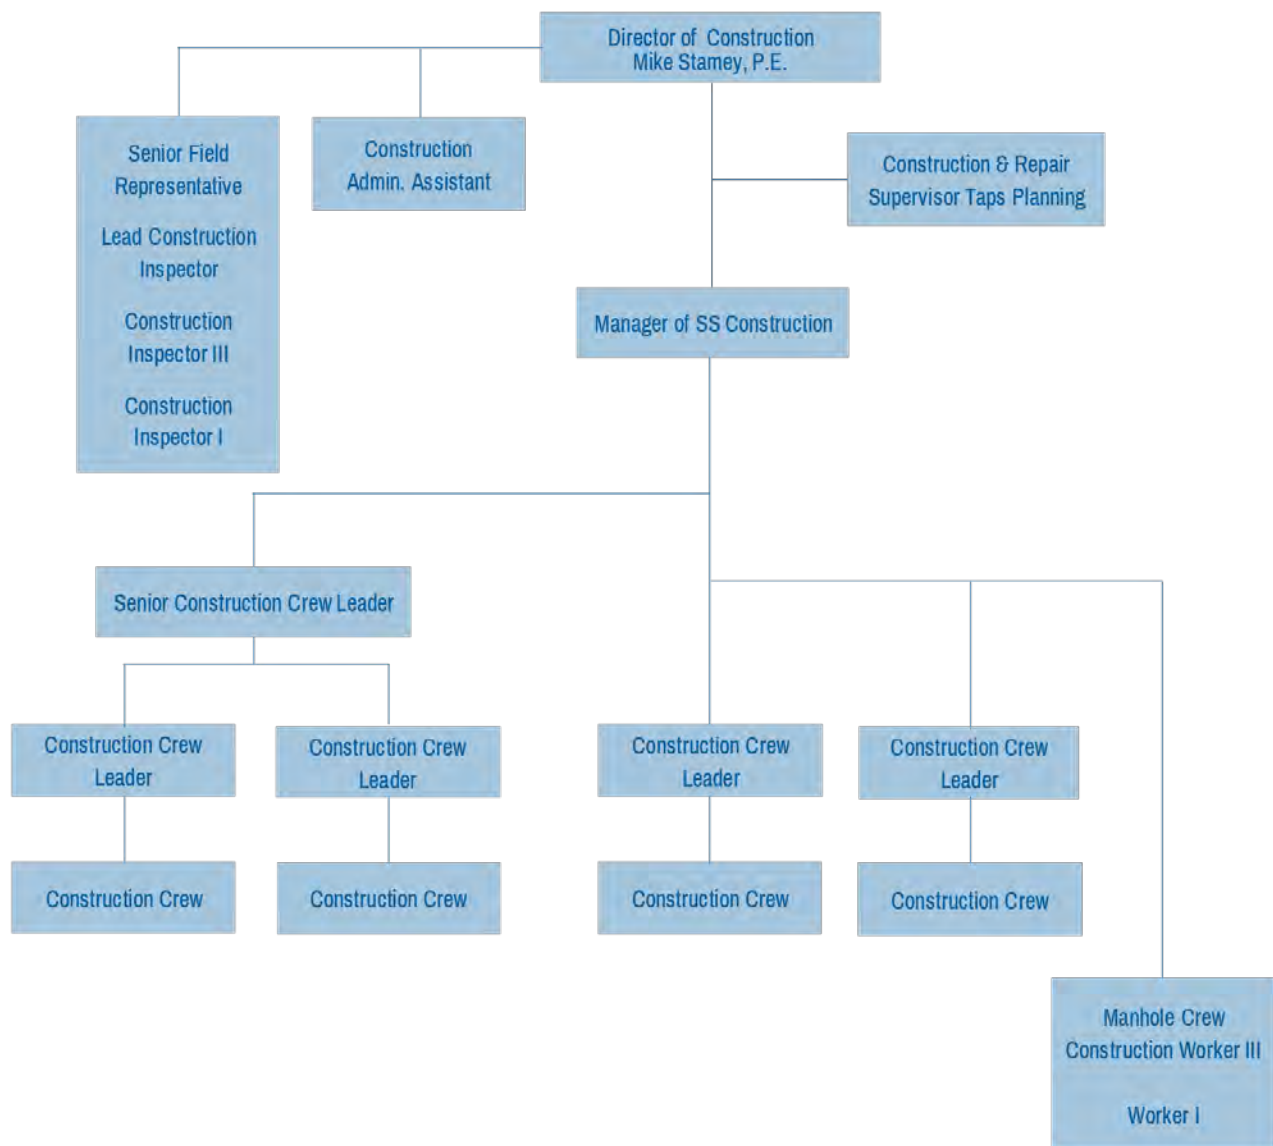 Director of Construction
Mike Stamey, P.E.
Senior Field
Representative
Lead Construction
Inspector
Construction
Inspector III
Construction
Inspector I
Construction
Admin. Assistant
Construction & Repair
Supervisor Taps Planning
Manager of SS Construction
Senior Construction Crew Leader
Construction Crew
Leader
Construction Crew
Leader
Construction Crew
Leader
Construction Crew
Leader
Construction Crew
Construction Crew
Construction Crew
Construction Crew
Manhole Crew
Construction Worker III
Worker I